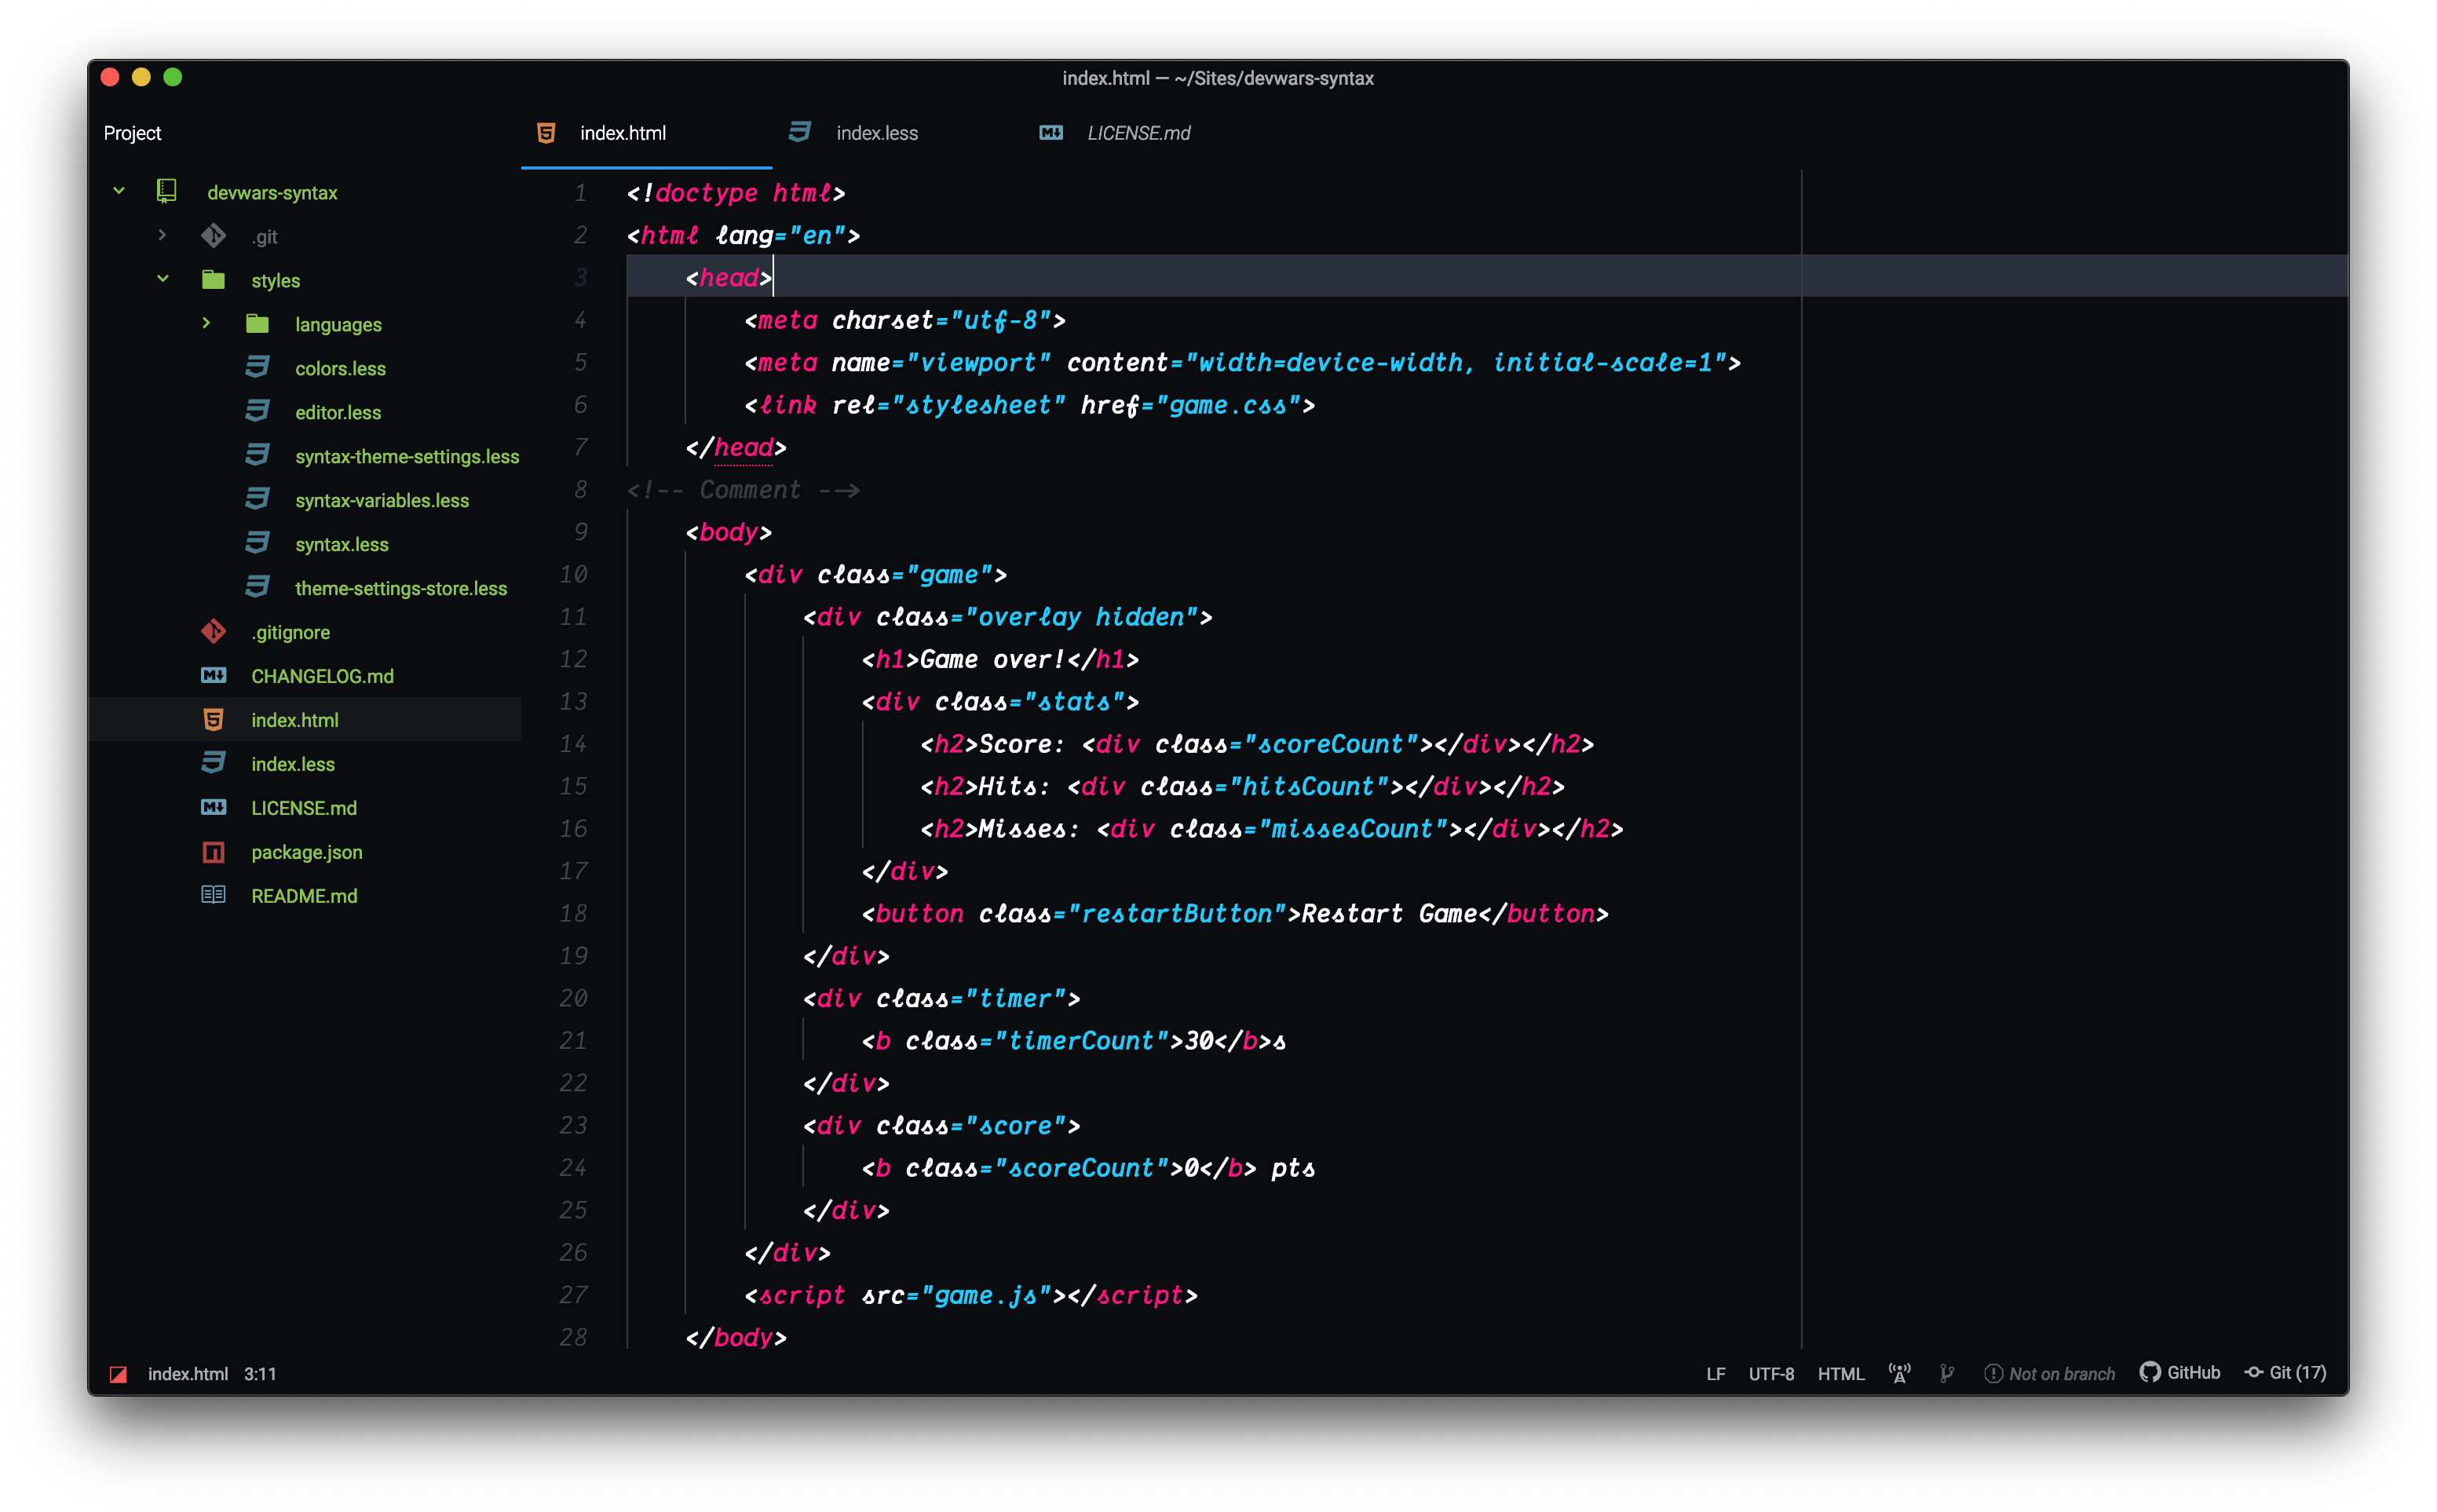 index.html — ~/Sites/devwars-syntax
Project
index.html
index.less
LICENSE.md
devwars-syntax
.git
styles
languages
colors.less
editor.less
syntax-theme-settings.less
syntax-variables.less
syntax.less
theme-settings-store.less
.gitignore
CHANGELOG.md
index.html
index.less
LICENSE.md
package.json
README.md
1 <!doctype html>
2 <html lang="en">
3 <head>
4 <meta charset="utf-8">
5 <meta name="viewport" content="width=device-width, initial-scale=1">
6 <link rel="stylesheet" href="game.css">
7 </head>
8 <!-- Comment -->
9 <body>
10 <div class="game">
11 <div class="overlay hidden">
12 <h1>Game over!</h1>
13 <div class="stats">
14 <h2>Score: <div class="scoreCount"></div></h2>
15 <h2>Hits: <div class="hitsCount"></div></h2>
16 <h2>Misses: <div class="missesCount"></div></h2>
17 </div>
18 <button class="restartButton">Restart Game</button>
19 </div>
20 <div class="timer">
21 <b class="timerCount">30</b>s
22 </div>
23 <div class="score">
24 <b class="scoreCount">0</b> pts
25 </div>
26 </div>
27 <script src="game.js"></script>
28 </body>
index.html 3:11
LF UTF-8 HTML Not on branch GitHub Git (17)